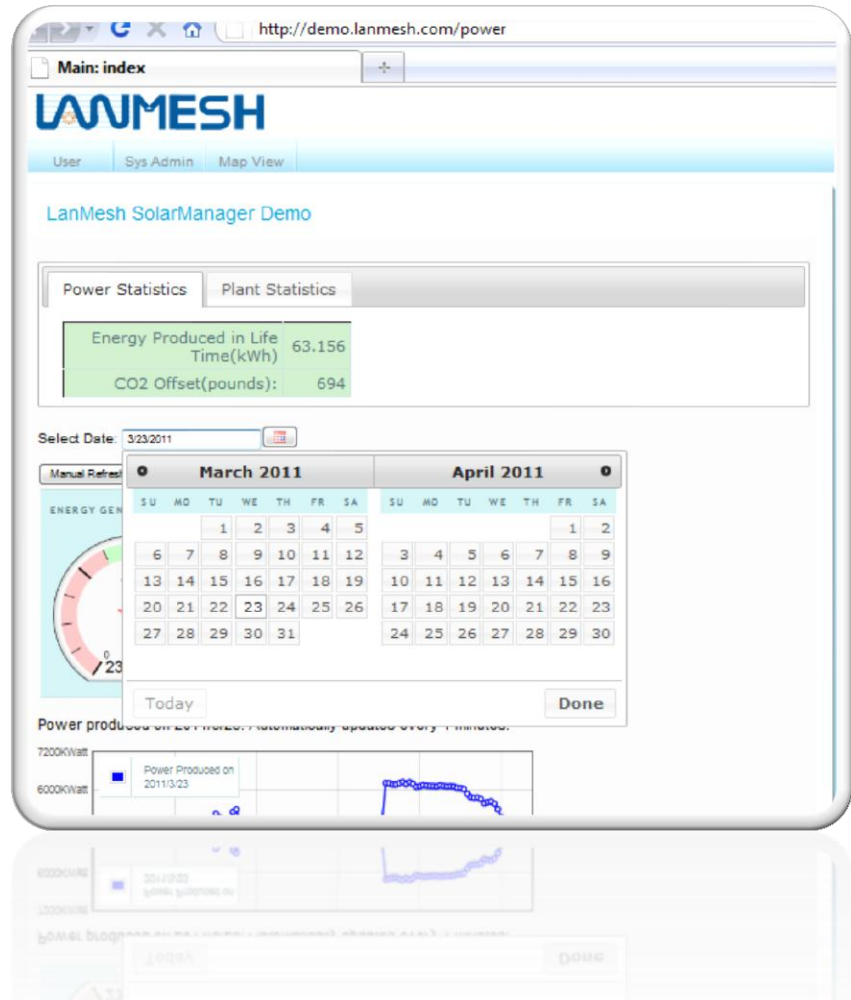 http://demo.lanmesh.com/power
Main: index
LANMESH
User Sys Admin Map View
LanMesh SolarManager Demo
Power Statistics Plant Statistics
Energy Produced in Life Time(kWh) 63.156
CO2 Offset(pounds): 694
Select Date: 3/23/2011
Manual Refresh
March 2011 April 2011
SU MO TU WE TH FR SA SU MO TU WE TH FR SA
1 2 3 4 5 1 2
6 7 8 9 10 11 12 3 4 5 6 7 8 9
13 14 15 16 17 18 19 10 11 12 13 14 15 16
20 21 22 23 24 25 26 17 18 19 20 21 22 23
27 28 29 30 31 24 25 26 27 28 29 30
ENERGY GEN
0
23
Today Done
Power produced on
7200KWatt
Power Produced on
2011/3/23
6000KWatt